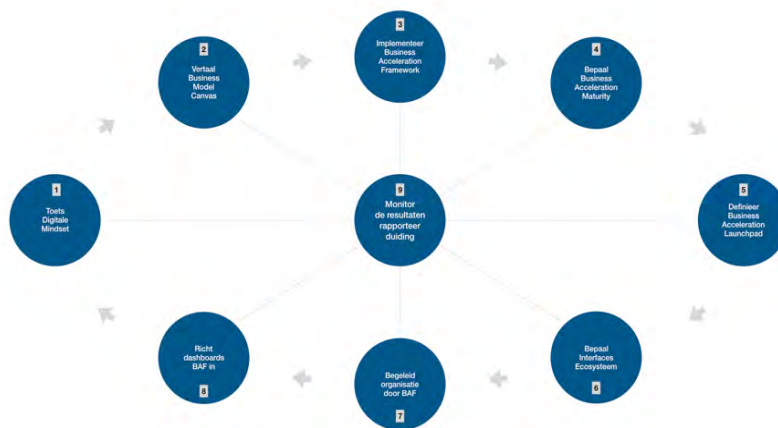 1
Toets
Digitale
Mindset
2
Vertaal
Business
Model
Canvas
3
Implementeer
Business
Acceleration
Framework
4
Bepaal
Business
Acceleration
Maturity
5
Definieer
Business
Acceleration
Launchpad
Bepaal
Interfaces
Ecosysteem
6
Begeleid
organisatie
door BAF
7
Richt
dashboards
BAF in
8
9
Monitor
de resultaten
rapporteer
duiding